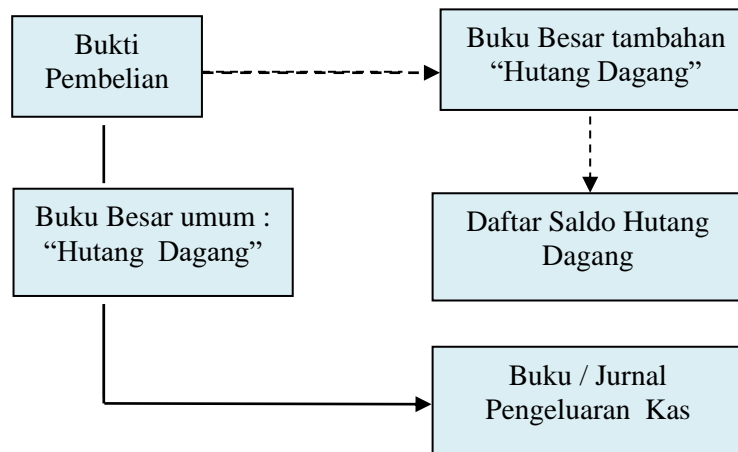 Bukti
Pembelian
Buku Besar tambahan
“Hutang Dagang”
Buku Besar umum :
“Hutang Dagang”
Daftar Saldo Hutang
Dagang
Buku / Jurnal
Pengeluaran Kas